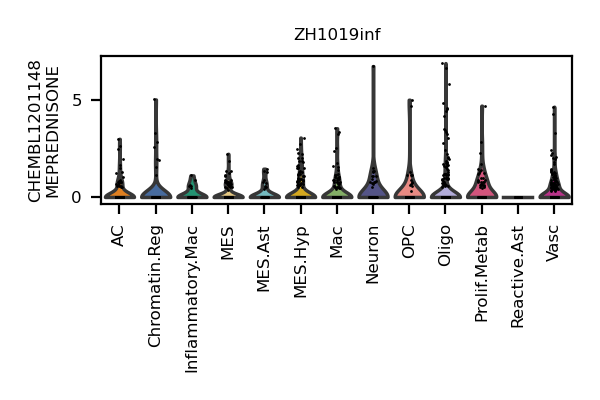 ZH1019inf
CHEMBL1201148
MEPREDNISONE
5
0
AC
Chromatin.Reg
Inflammatory.Mac
MES
MES.Ast
MES.Hyp
Mac
Neuron
OPC
Oligo
Prolif.Metab
Reactive.Ast
Vasc